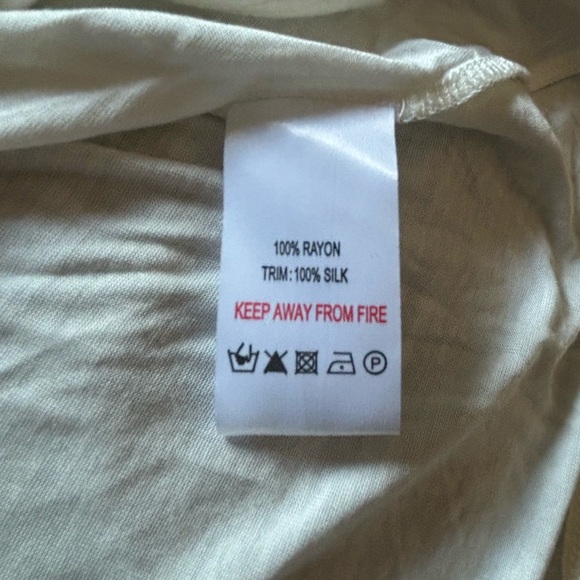 100% RAYON
TRIM:100% SILK
KEEP AWAY FROM FIRE
P